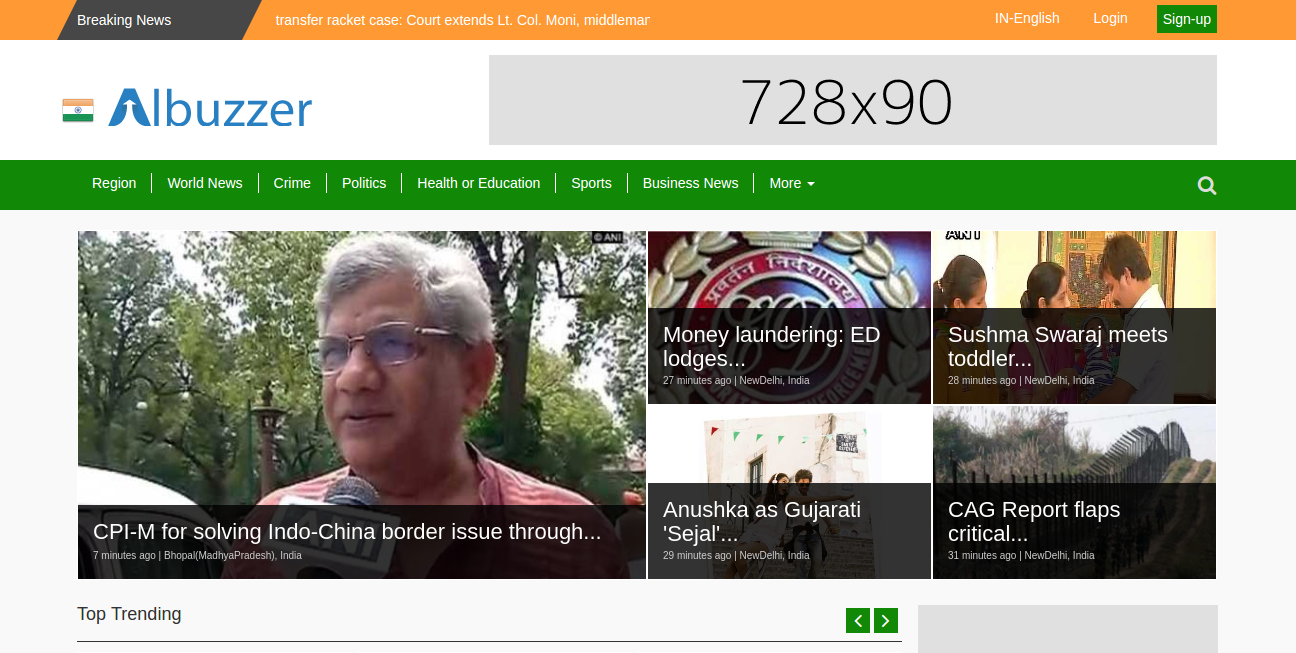 Breaking News
transfer racket case: Court extends Lt. Col. Moni, middleman
IN-English
Login
Sign-up
Albuzzer
728x90
Region
World News
Crime
Politics
Health or Education
Sports
Business News
More
© ANI
प्रवर्तन निदेशालय
ANI
Money laundering: ED
lodges...
27 minutes ago | NewDelhi, India
Sushma Swaraj meets
toddler...
28 minutes ago | NewDelhi, India
CPI-M for solving Indo-China border issue through...
7 minutes ago | Bhopal(MadhyaPradesh), India
Anushka as Gujarati
'Sejal'...
29 minutes ago | NewDelhi, India
CAG Report flaps
critical...
31 minutes ago | NewDelhi, India
Top Trending